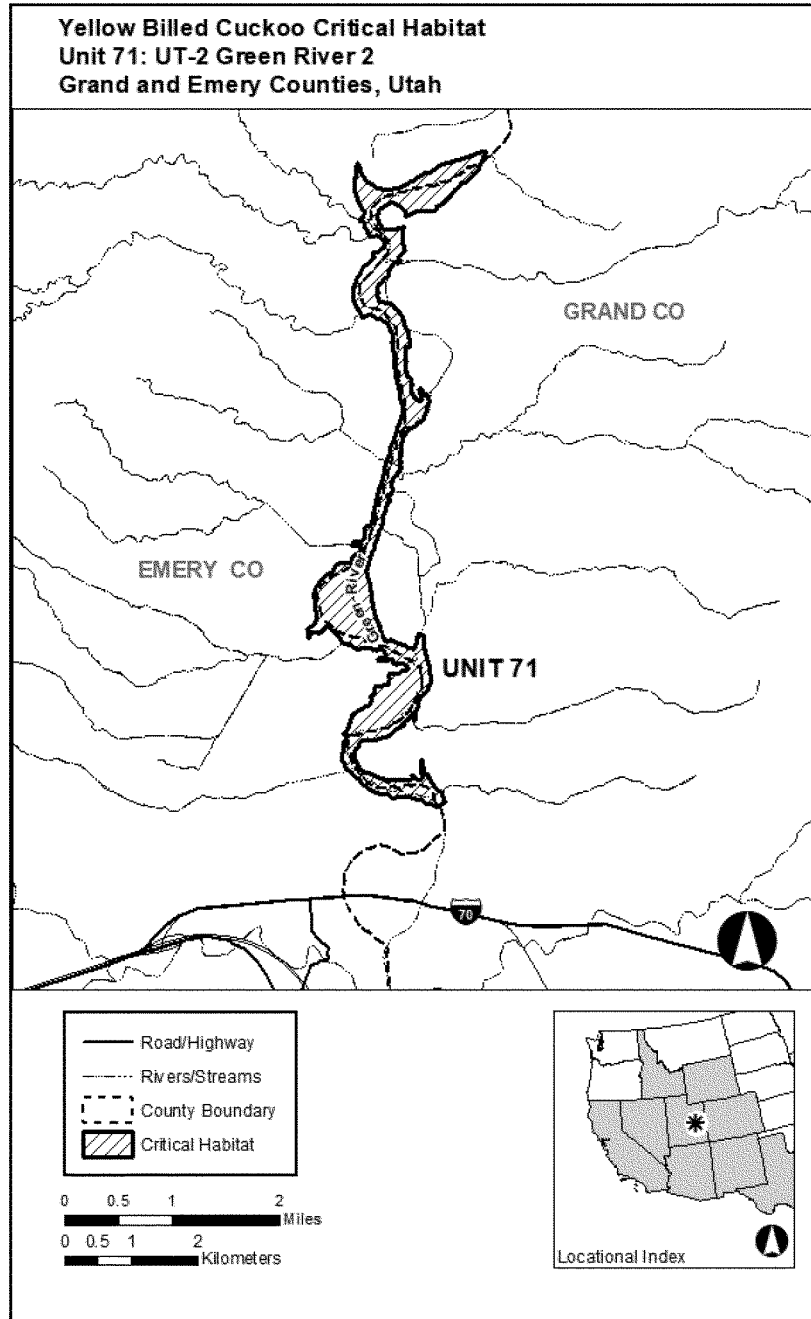 Yellow Billed Cuckoo Critical Habitat
Unit 71: UT-2 Green River 2
Grand and Emery Counties, Utah
GRAND CO
EMERY CO
Green River
UNIT 71
70
Road/Highway
Rivers/Streams
County Boundary
Critical Habitat
0 0.5 1 2
Miles
0 0.5 1 2
Kilometers
Locational Index